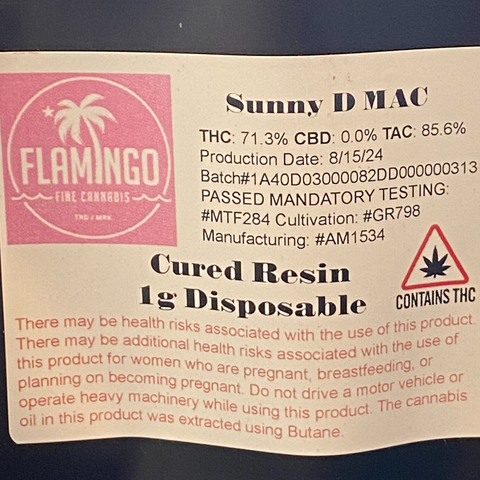 Sunny D MAC
THC: 71.3% CBD: 0.0% TAC: 85.6%
Production Date: 8/15/24
Batch#1A40D03000082DD000000313
PASSED MANDATORY TESTING:
#MTF284 Cultivation: #GR798
Manufacturing: #AM1534
FLAMINGO
FINE CANNABIS
CONTAINS THC
Cured Resin
1g Disposable
There may be health risks associated with the use of this product.
There may be additional health risks associated with the use of
this product for women who are pregnant, breastfeeding, or
planning on becoming pregnant. Do not drive a motor vehicle or
operate heavy machinery while using this product. The cannabis
oil in this product was extracted using Butane.